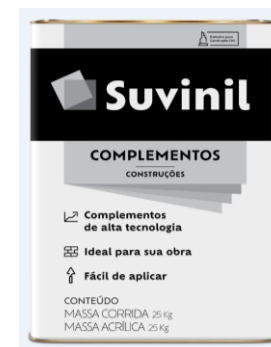 Suvinil
COMPLEMENTOS
CONSTRUÇÕES
Complementos
de alta tecnologia
Ideal para sua obra
Fácil de aplicar
CONTEÚDO
MASSA CORRIDA 25 Kg
MASSA ACRÍLICA 25 Kg